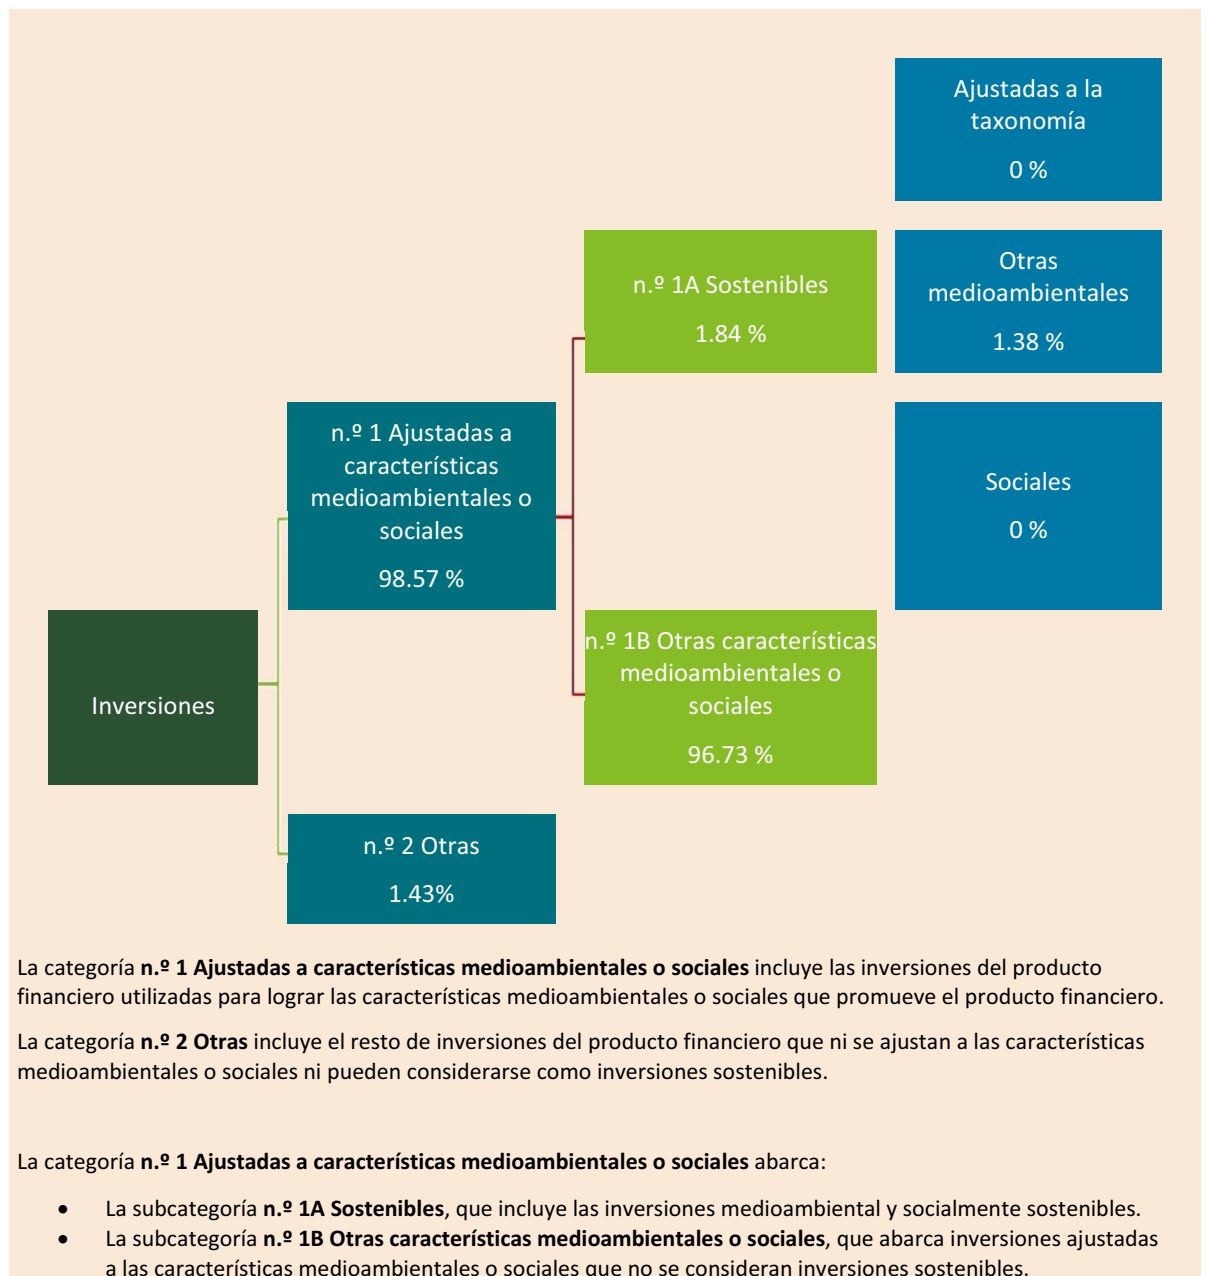 Ajustadas a la
taxonomía
0 %
n.º 1A Sostenibles
1.84 %
Otras
medioambientales
1.38 %
n.º 1 Ajustadas a
características
medioambientales o
sociales
98.57 %
Sociales
0 %
Inversiones
n.º 1B Otras características
medioambientales o
sociales
96.73 %
n.º 2 Otras
1.43%
La categoría n.º 1 Ajustadas a características medioambientales o sociales incluye las inversiones del producto
financiero utilizadas para lograr las características medioambientales o sociales que promueve el producto financiero.
La categoría n.º 2 Otras incluye el resto de inversiones del producto financiero que ni se ajustan a las características
medioambientales o sociales ni pueden considerarse como inversiones sostenibles.
La categoría n.º 1 Ajustadas a características medioambientales o sociales abarca:
• La subcategoría n.º 1A Sostenibles, que incluye las inversiones medioambiental y socialmente sostenibles.
• La subcategoría n.º 1B Otras características medioambientales o sociales, que abarca inversiones ajustadas
a las características medioambientales o sociales que no se consideran inversiones sostenibles.